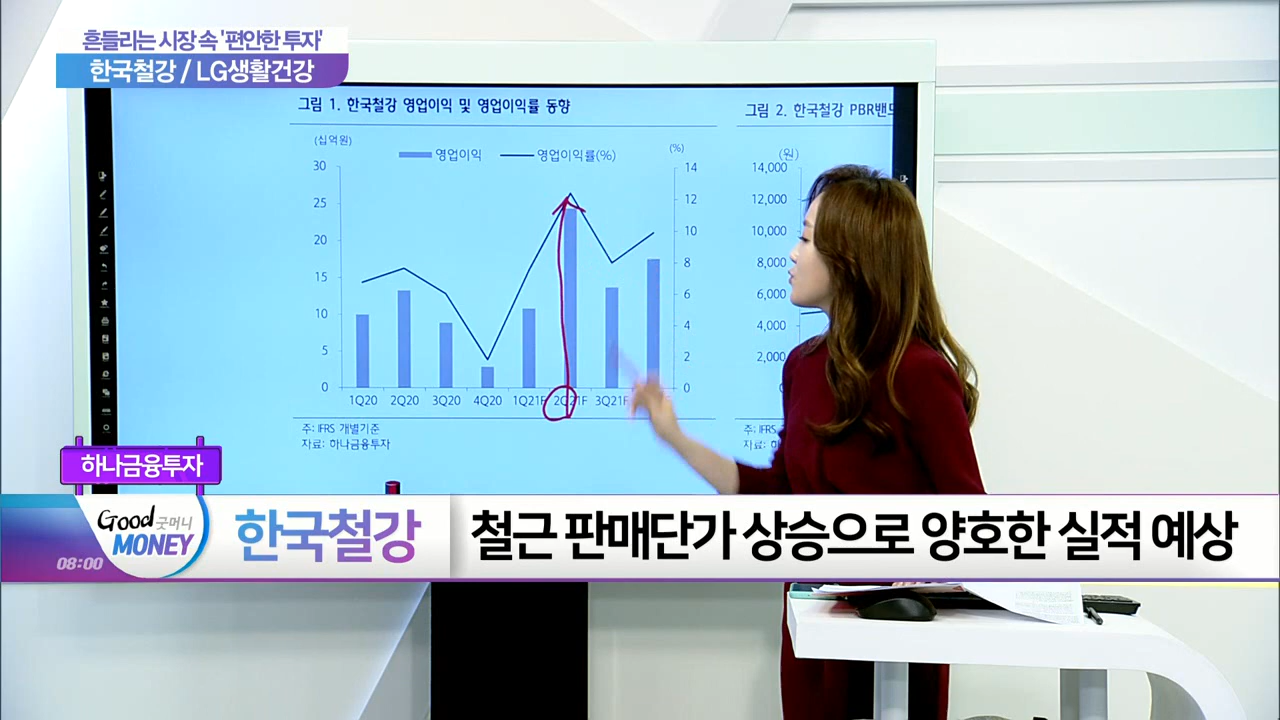 흔들리는 시장 속 '편안한 투자'
한국철강 / LG생활건강
그림 1. 한국철강 영업이익 및 영업이익률 동향
(십억원)
(%)
영업이익
영업이익률(%)
30
25
20
15
10
5
0
14
12
10
8
6
4
2
0
1Q20 2Q20 3Q20 4Q20 1Q21F 2Q21F 3Q21F
주: IFRS 개별기준
자료: 하나금융투자
그림 2. 한국철강 PBR밴드
(원)
14,000
12,000
10,000
8,000
6,000
4,000
2,000
0
주: IFRS
자료: 하
하나금융투자
Good 굿머니
MONEY
08:00
한국철강
철근 판매단가 상승으로 양호한 실적 예상